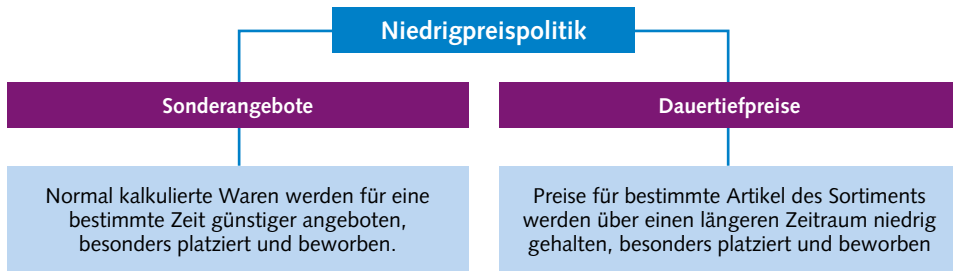 Niedrigpreispolitik
Sonderangebote
Normal kalkulierte Waren werden für eine
bestimmte Zeit günstiger angeboten,
besonders platziert und beworben.
Dauertiefpreise
Preise für bestimmte Artikel des Sortiments
werden über einen längeren Zeitraum niedrig
gehalten, besonders platziert und beworben